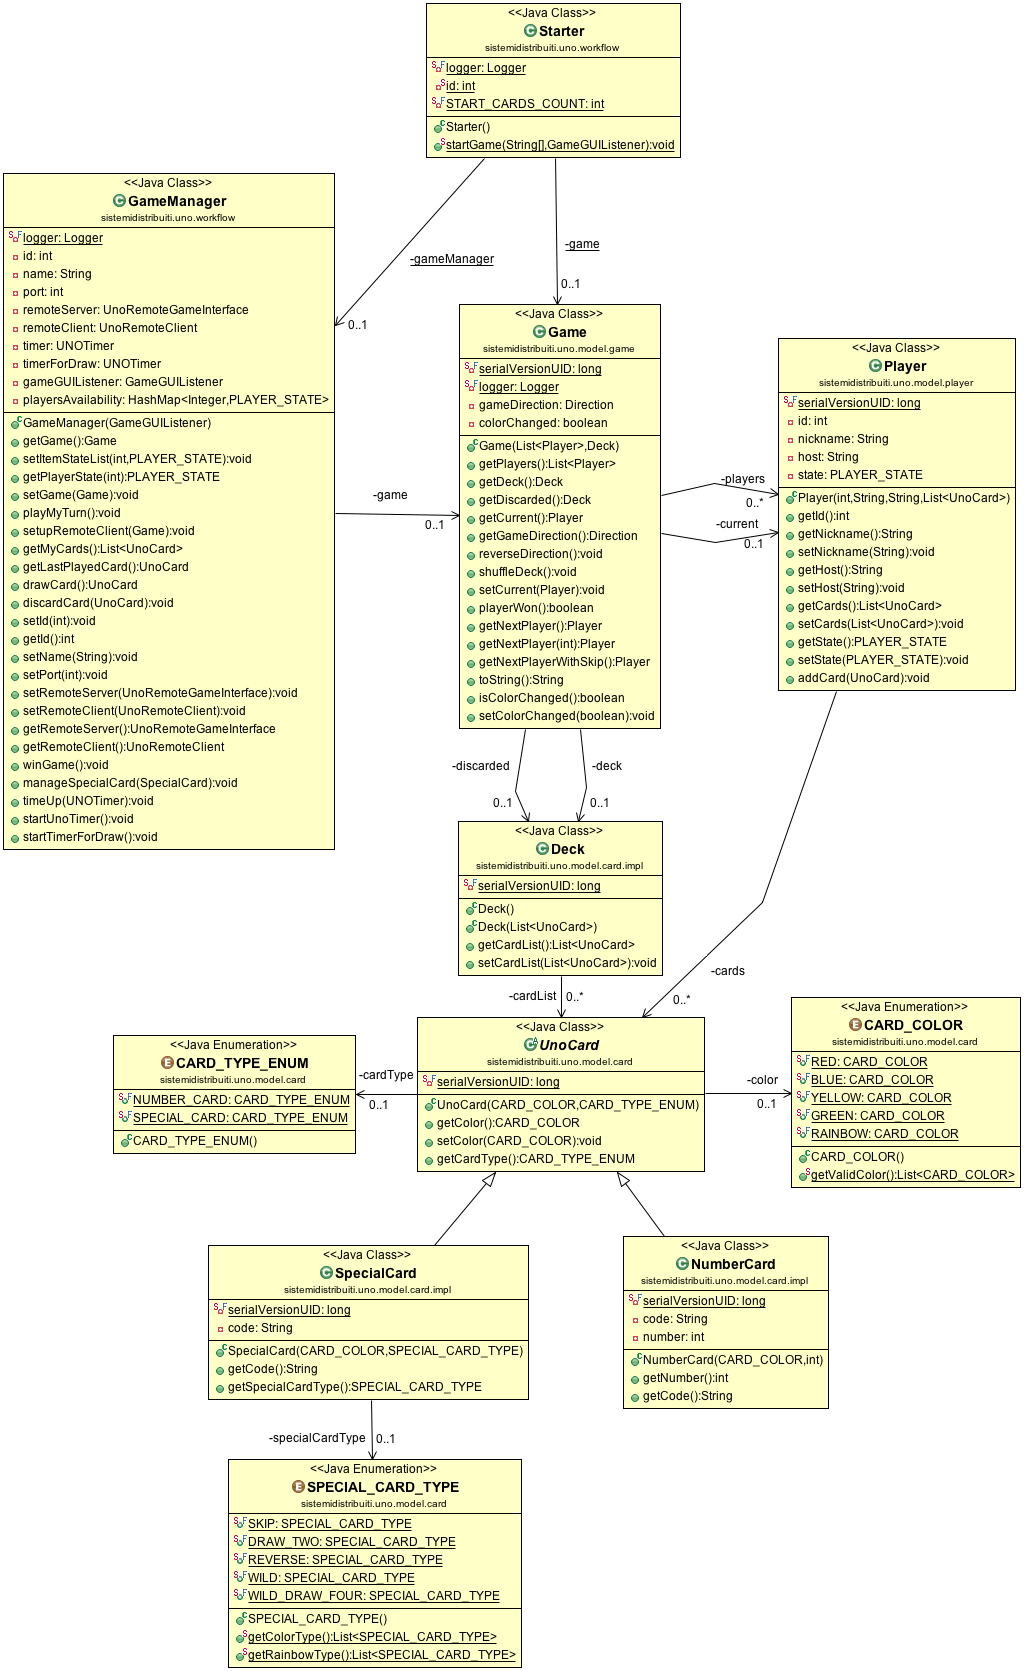 <<Java Class>>
Starter
sistemidistribuiti.uno.workflow
logger: Logger
id: int
START_CARDS_COUNT: int
Starter()
startGame(String[],GameGUIListener):void
-gameManager
0..1
-game
0..1
<<Java Class>>
GameManager
sistemidistribuiti.uno.workflow
logger: Logger
id: int
name: String
port: int
remoteServer: UnoRemoteGameInterface
remoteClient: UnoRemoteClient
timer: UNOTimer
timerForDraw: UNOTimer
gameGUIListener: GameGUIListener
playersAvailability: HashMap<Integer,PLAYER_STATE>
GameManager(GameGUIListener)
getGame():Game
setItemStateList(int,PLAYER_STATE):void
getPlayerState(int):PLAYER_STATE
setGame(Game):void
playMyTurn():void
setupRemoteClient(Game):void
getMyCards():List<UnoCard>
getLastPlayedCard():UnoCard
drawCard():UnoCard
discardCard(UnoCard):void
setId(int):void
getId():int
setName(String):void
setPort(int):void
setRemoteServer(UnoRemoteGameInterface):void
setRemoteClient(UnoRemoteClient):void
getRemoteServer():UnoRemoteGameInterface
getRemoteClient():UnoRemoteClient
winGame():void
manageSpecialCard(SpecialCard):void
timeUp(UNOTimer):void
startUnoTimer():void
startTimerForDraw():void
-game
0..1
<<Java Class>>
Game
sistemidistribuiti.uno.model.game
serialVersionUID: long
logger: Logger
gameDirection: Direction
colorChanged: boolean
Game(List<Player>,Deck)
getPlayers():List<Player>
getDeck():Deck
getDiscarded():Deck
getCurrent():Player
getGameDirection():Direction
reverseDirection():void
shuffleDeck():void
setCurrent(Player):void
playerWon():boolean
getNextPlayer():Player
getNextPlayer(int):Player
getNextPlayerWithSkip():Player
toString():String
isColorChanged():boolean
setColorChanged(boolean):void
-players
0..*
-current
0..1
<<Java Class>>
Player
sistemidistribuiti.uno.model.player
serialVersionUID: long
id: int
nickname: String
host: String
state: PLAYER_STATE
Player(int,String,String,List<UnoCard>)
getId():int
getNickname():String
setNickname(String):void
getHost():String
setHost(String):void
getCards():List<UnoCard>
setCards(List<UnoCard>):void
getState():PLAYER_STATE
setState(PLAYER_STATE):void
addCard(UnoCard):void
-discarded
0..1
-deck
0..1
<<Java Class>>
Deck
sistemidistribuiti.uno.model.card.impl
serialVersionUID: long
Deck()
Deck(List<UnoCard>)
getCardList():List<UnoCard>
setCardList(List<UnoCard>):void
-cardList
0..*
-cards
0..*
<<Java Class>>
UnoCard
sistemidistribuiti.uno.model.card
serialVersionUID: long
UnoCard(CARD_COLOR,CARD_TYPE_ENUM)
getColor():CARD_COLOR
setColor(CARD_COLOR):void
getCardType():CARD_TYPE_ENUM
-cardType
0..1
<<Java Enumeration>>
CARD_TYPE_ENUM
sistemidistribuiti.uno.model.card
NUMBER_CARD: CARD_TYPE_ENUM
SPECIAL_CARD: CARD_TYPE_ENUM
CARD_TYPE_ENUM()
-color
0..1
<<Java Enumeration>>
CARD_COLOR
sistemidistribuiti.uno.model.card
RED: CARD_COLOR
BLUE: CARD_COLOR
YELLOW: CARD_COLOR
GREEN: CARD_COLOR
RAINBOW: CARD_COLOR
CARD_COLOR()
getValidColor():List<CARD_COLOR>
<<Java Class>>
SpecialCard
sistemidistribuiti.uno.model.card.impl
serialVersionUID: long
code: String
SpecialCard(CARD_COLOR,SPECIAL_CARD_TYPE)
getCode():String
getSpecialCardType():SPECIAL_CARD_TYPE
<<Java Class>>
NumberCard
sistemidistribuiti.uno.model.card.impl
serialVersionUID: long
code: String
number: int
NumberCard(CARD_COLOR,int)
getNumber():int
getCode():String
-specialCardType
0..1
<<Java Enumeration>>
SPECIAL_CARD_TYPE
sistemidistribuiti.uno.model.card
SKIP: SPECIAL_CARD_TYPE
DRAW_TWO: SPECIAL_CARD_TYPE
REVERSE: SPECIAL_CARD_TYPE
WILD: SPECIAL_CARD_TYPE
WILD_DRAW_FOUR: SPECIAL_CARD_TYPE
SPECIAL_CARD_TYPE()
getColorType():List<SPECIAL_CARD_TYPE>
getRainbowType():List<SPECIAL_CARD_TYPE>